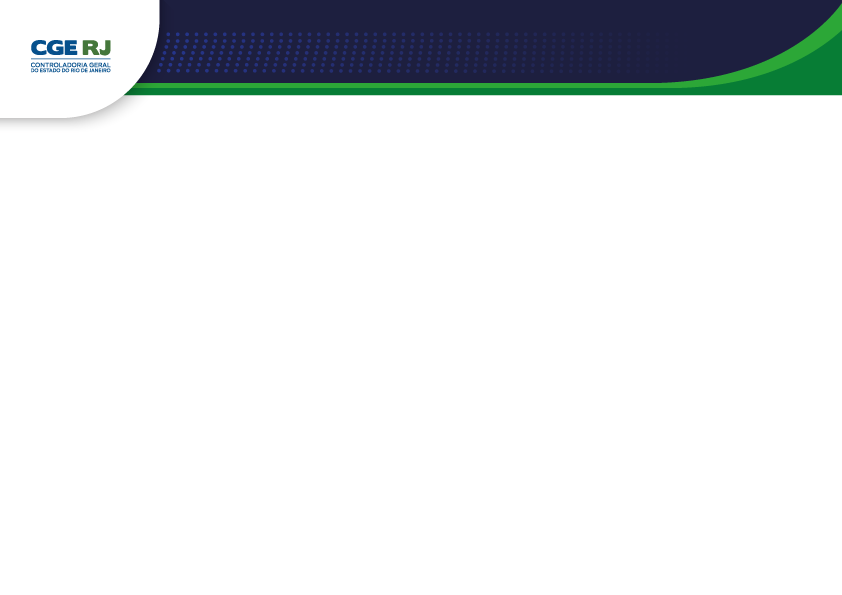 CGE RJ
CONTROLADORIA GERAL
DO ESTADO DO RIO DE JANEIRO